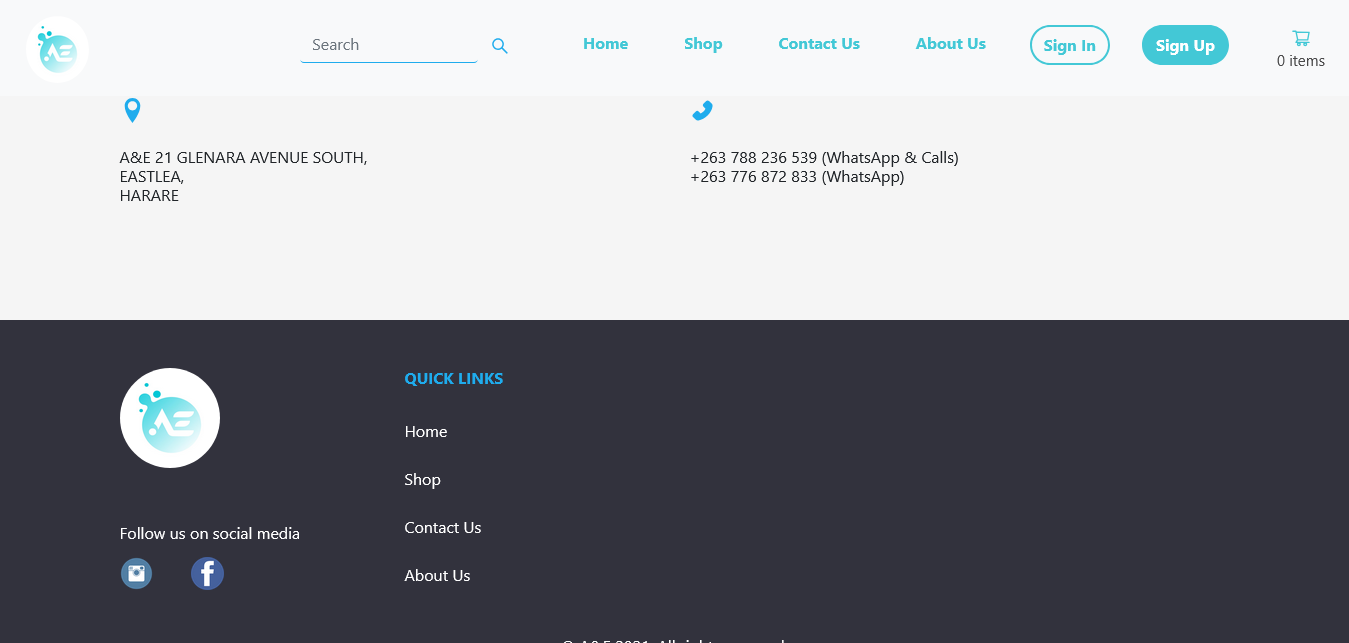 Search
Home
Shop
Contact Us
About Us
Sign In
Sign Up
0 items
A&E 21 GLENARA AVENUE SOUTH,
EASTLEA,
HARARE
+263 788 236 539 (WhatsApp & Calls)
+263 776 872 833 (WhatsApp)
AE
Follow us on social media
QUICK LINKS
Home
Shop
Contact Us
About Us